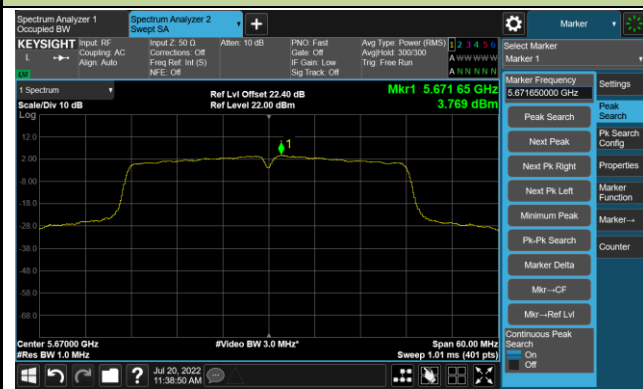 Spectrum Analyzer 1
Occupied BW
Spectrum Analyzer 2
Swept SA
Marker
KEYSIGHT
L
Input: RF
Coupling: AC
Align: Auto
Input Z: 50 Ω
Corrections: Off
Freq Ref: Int (S)
NFE: Off
Atten: 10 dB
PNO: Fast
Gate: Off
IF Gain: Low
Sig Track: Off
Avg Type: Power (RMS)
Avg|Hold: 300/300
Trig: Free Run
1 2 3 4 5 6
A W W W W W
A N N N N N
Select Marker
Marker 1
1 Spectrum
Scale/Div 10 dB
Log
Ref Lvl Offset 22.40 dB
Ref Level 22.00 dBm
Mkr1 5.671 65 GHz
3.769 dBm
12.0
2.00
-8.00
-18.0
-28.0
-38.0
-48.0
-58.0
-68.0
1
Center 5.67000 GHz
#Res BW 1.0 MHz
#Video BW 3.0 MHz*
Span 60.00 MHz
Sweep 1.01 ms (401 pts)
Marker Frequency
5.671650000 GHz
Peak Search
Next Peak
Next Pk Right
Next Pk Left
Minimum Peak
Pk-Pk Search
Marker Delta
Mkr→CF
Mkr→Ref Lvl
Continuous Peak
Search
On
Off
Settings
Peak
Search
Pk Search
Config
Properties
Marker
Function
Marker→
Counter
Jul 20, 2022
11:38:50 AM